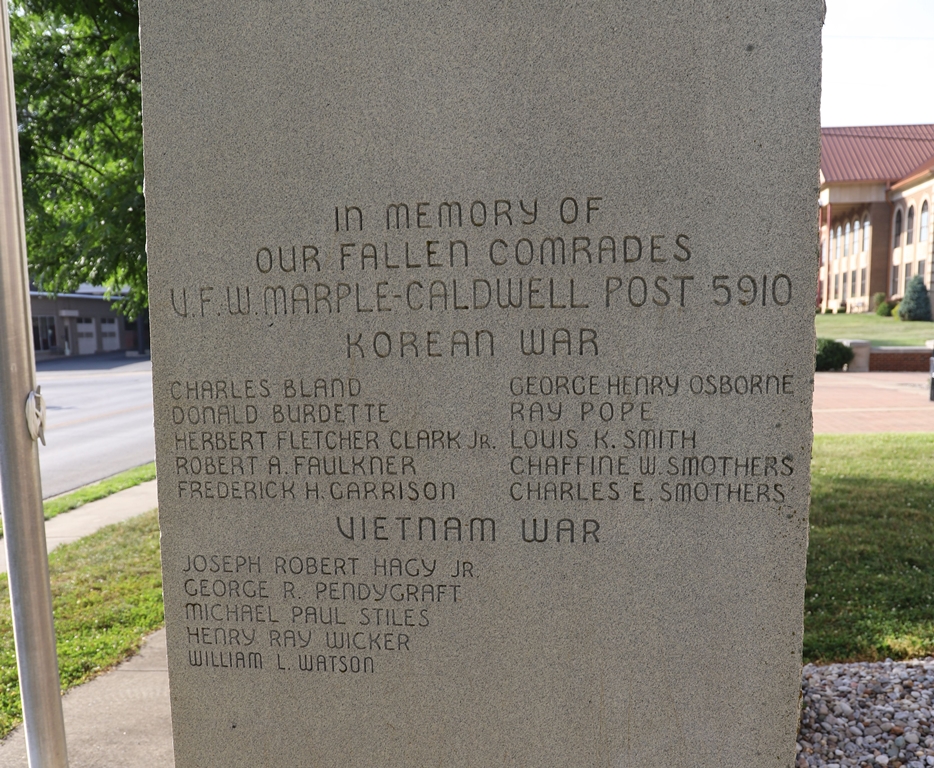 IN MEMORY OF
OUR FALLEN COMRADES
V.F.W. MARPLE-CALDWELL POST 5910
KOREAN WAR
CHARLES BLAND
DONALD BURDETTE
HERBERT FLETCHER CLARK JR.
ROBERT A. FAULKNER
FREDERICK H. GARRISON
GEORGE HENRY OSBORNE
RAY POPE
LOUIS K. SMITH
CHAFFINE W. SMOTHERS
CHARLES E. SMOTHERS
VIETNAM WAR
JOSEPH ROBERT HAGY JR.
GEORGE R. PENDYGRAFT
MICHAEL PAUL STILES
HENRY RAY WICKER
WILLIAM L. WATSON